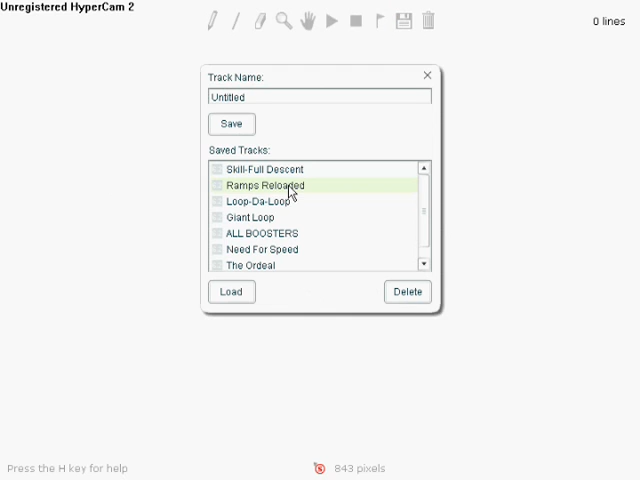 Unregistered HyperCam 2
0 lines
Track Name:
Untitled
Save
Saved Tracks:
Skill-Full Descent
Ramps Reloaded
Loop-Da-Loop
Giant Loop
ALL BOOSTERS
Need For Speed
The Ordeal
Load
Delete
Press the H key for help
843 pixels